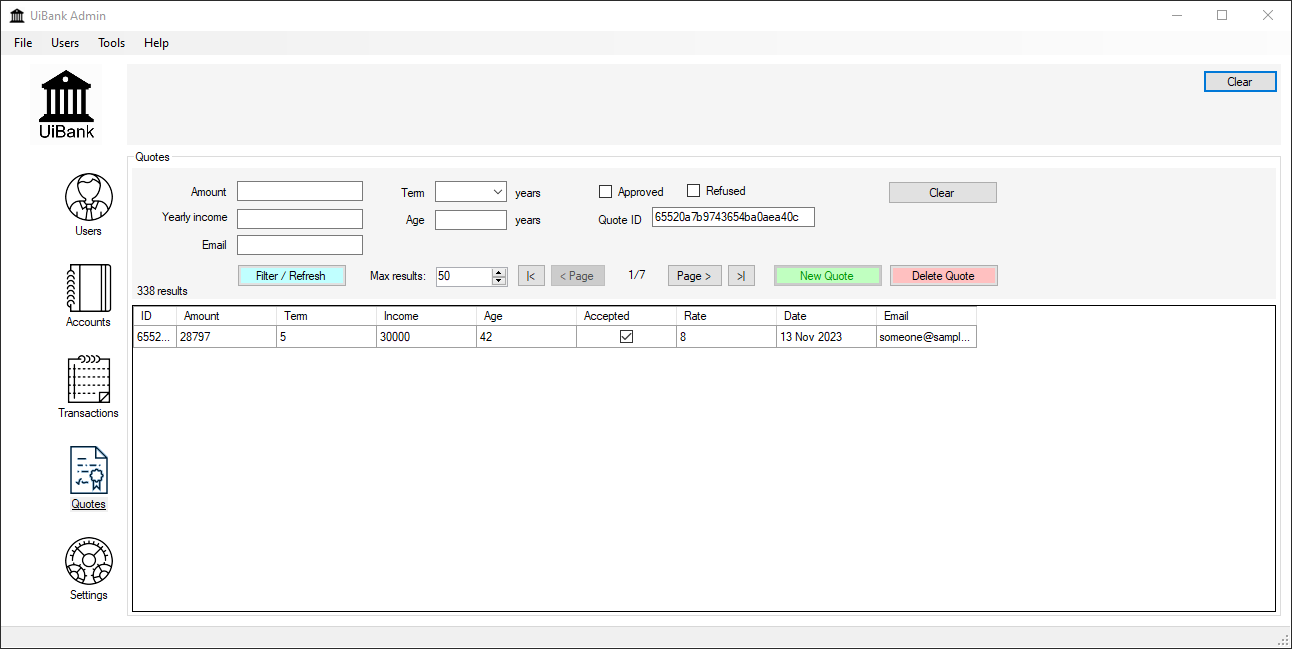 UiBank Admin
File Users Tools Help
Clear
UiBank
Quotes
Amount Term years Approved Refused Clear
Yearly income Age years Quote ID 65520a7b9743654ba0aea40c
Email
Filter / Refresh Max results: 50 |< < Page 1/7 Page > >| New Quote Delete Quote
338 results
ID Amount Term Income Age Accepted Rate Date Email
6552... 28797 5 30000 42 8 13 Nov 2023 someone@sampl...
Users
Accounts
Transactions
Quotes
Settings